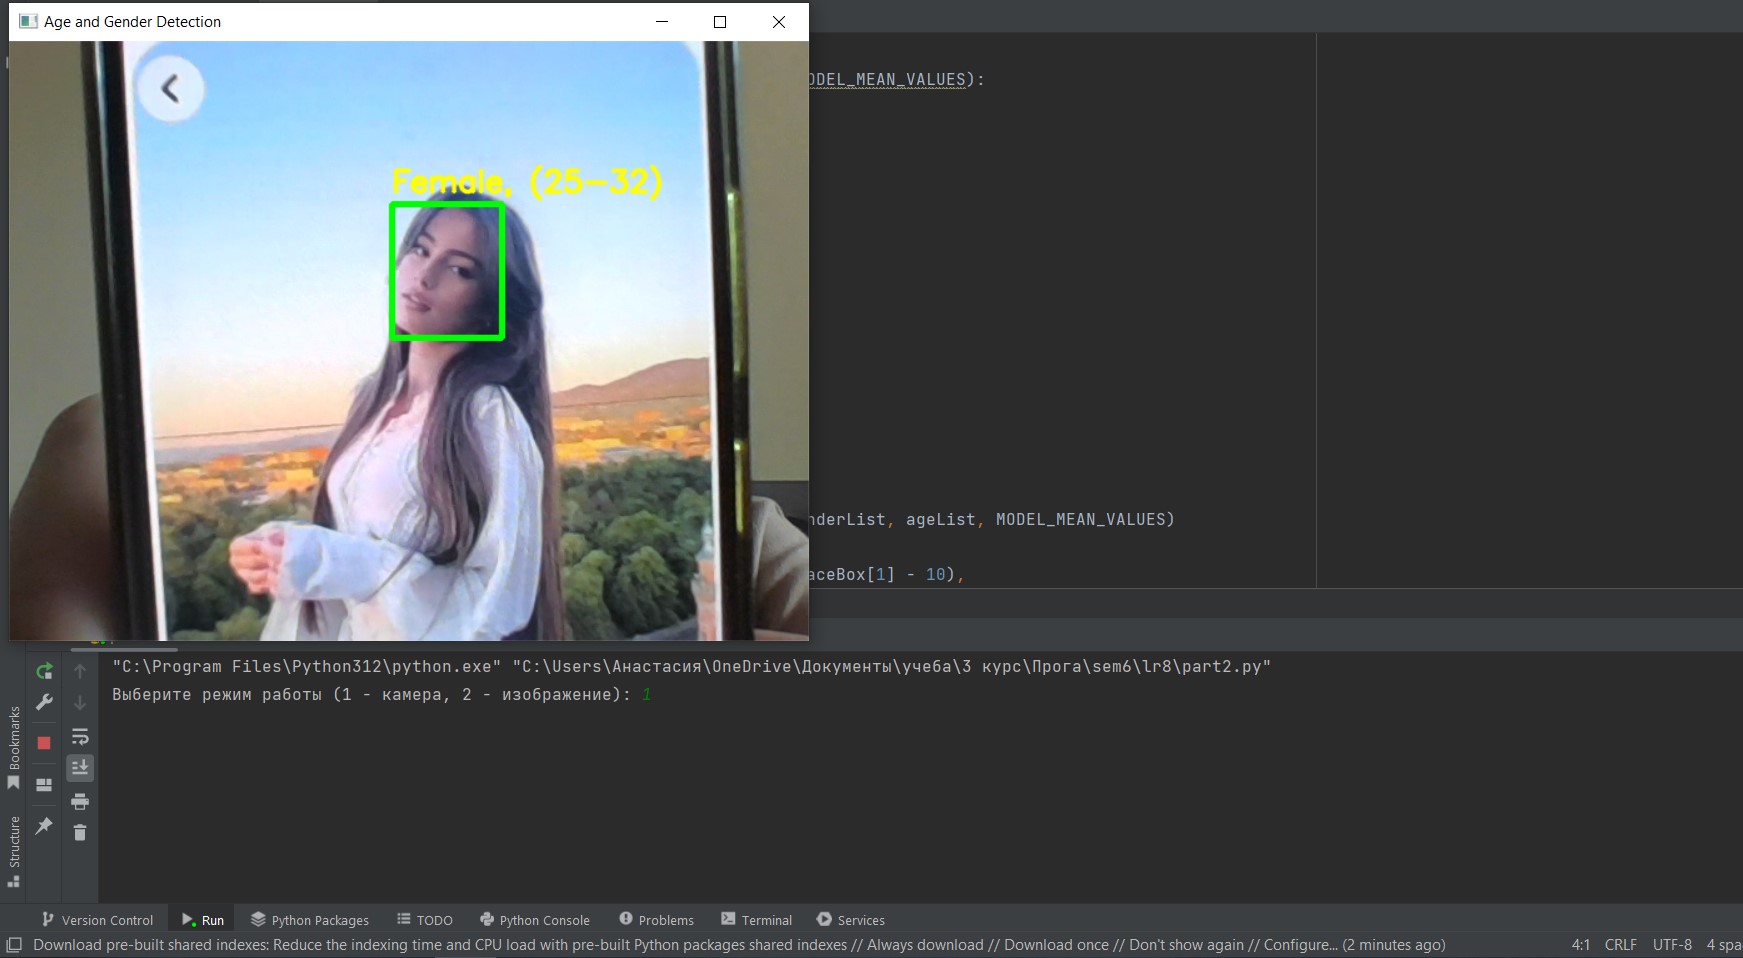 Age and Gender Detection
Female, (25-32)
MODEL_MEAN_VALUES):
ageList, MODEL_MEAN_VALUES)
[1] - 10),
"C:\Program Files\Python312\python.exe" "C:\Users\Анастасия\OneDrive\Документы\учеба\3 курс\Прога\sem6\lr8\part2.py"
Выберите режим работы (1 - камера, 2 - изображение): 1
Bookmarks
Structure
Version Control
Run
Python Packages
TODO
Python Console
Problems
Terminal
Services
Download pre-built shared indexes: Reduce the indexing time and CPU load with pre-built Python packages shared indexes // Always download // Download once // Don't show again // Configure... (2 minutes ago)
4:1 CRLF UTF-8 4 spa